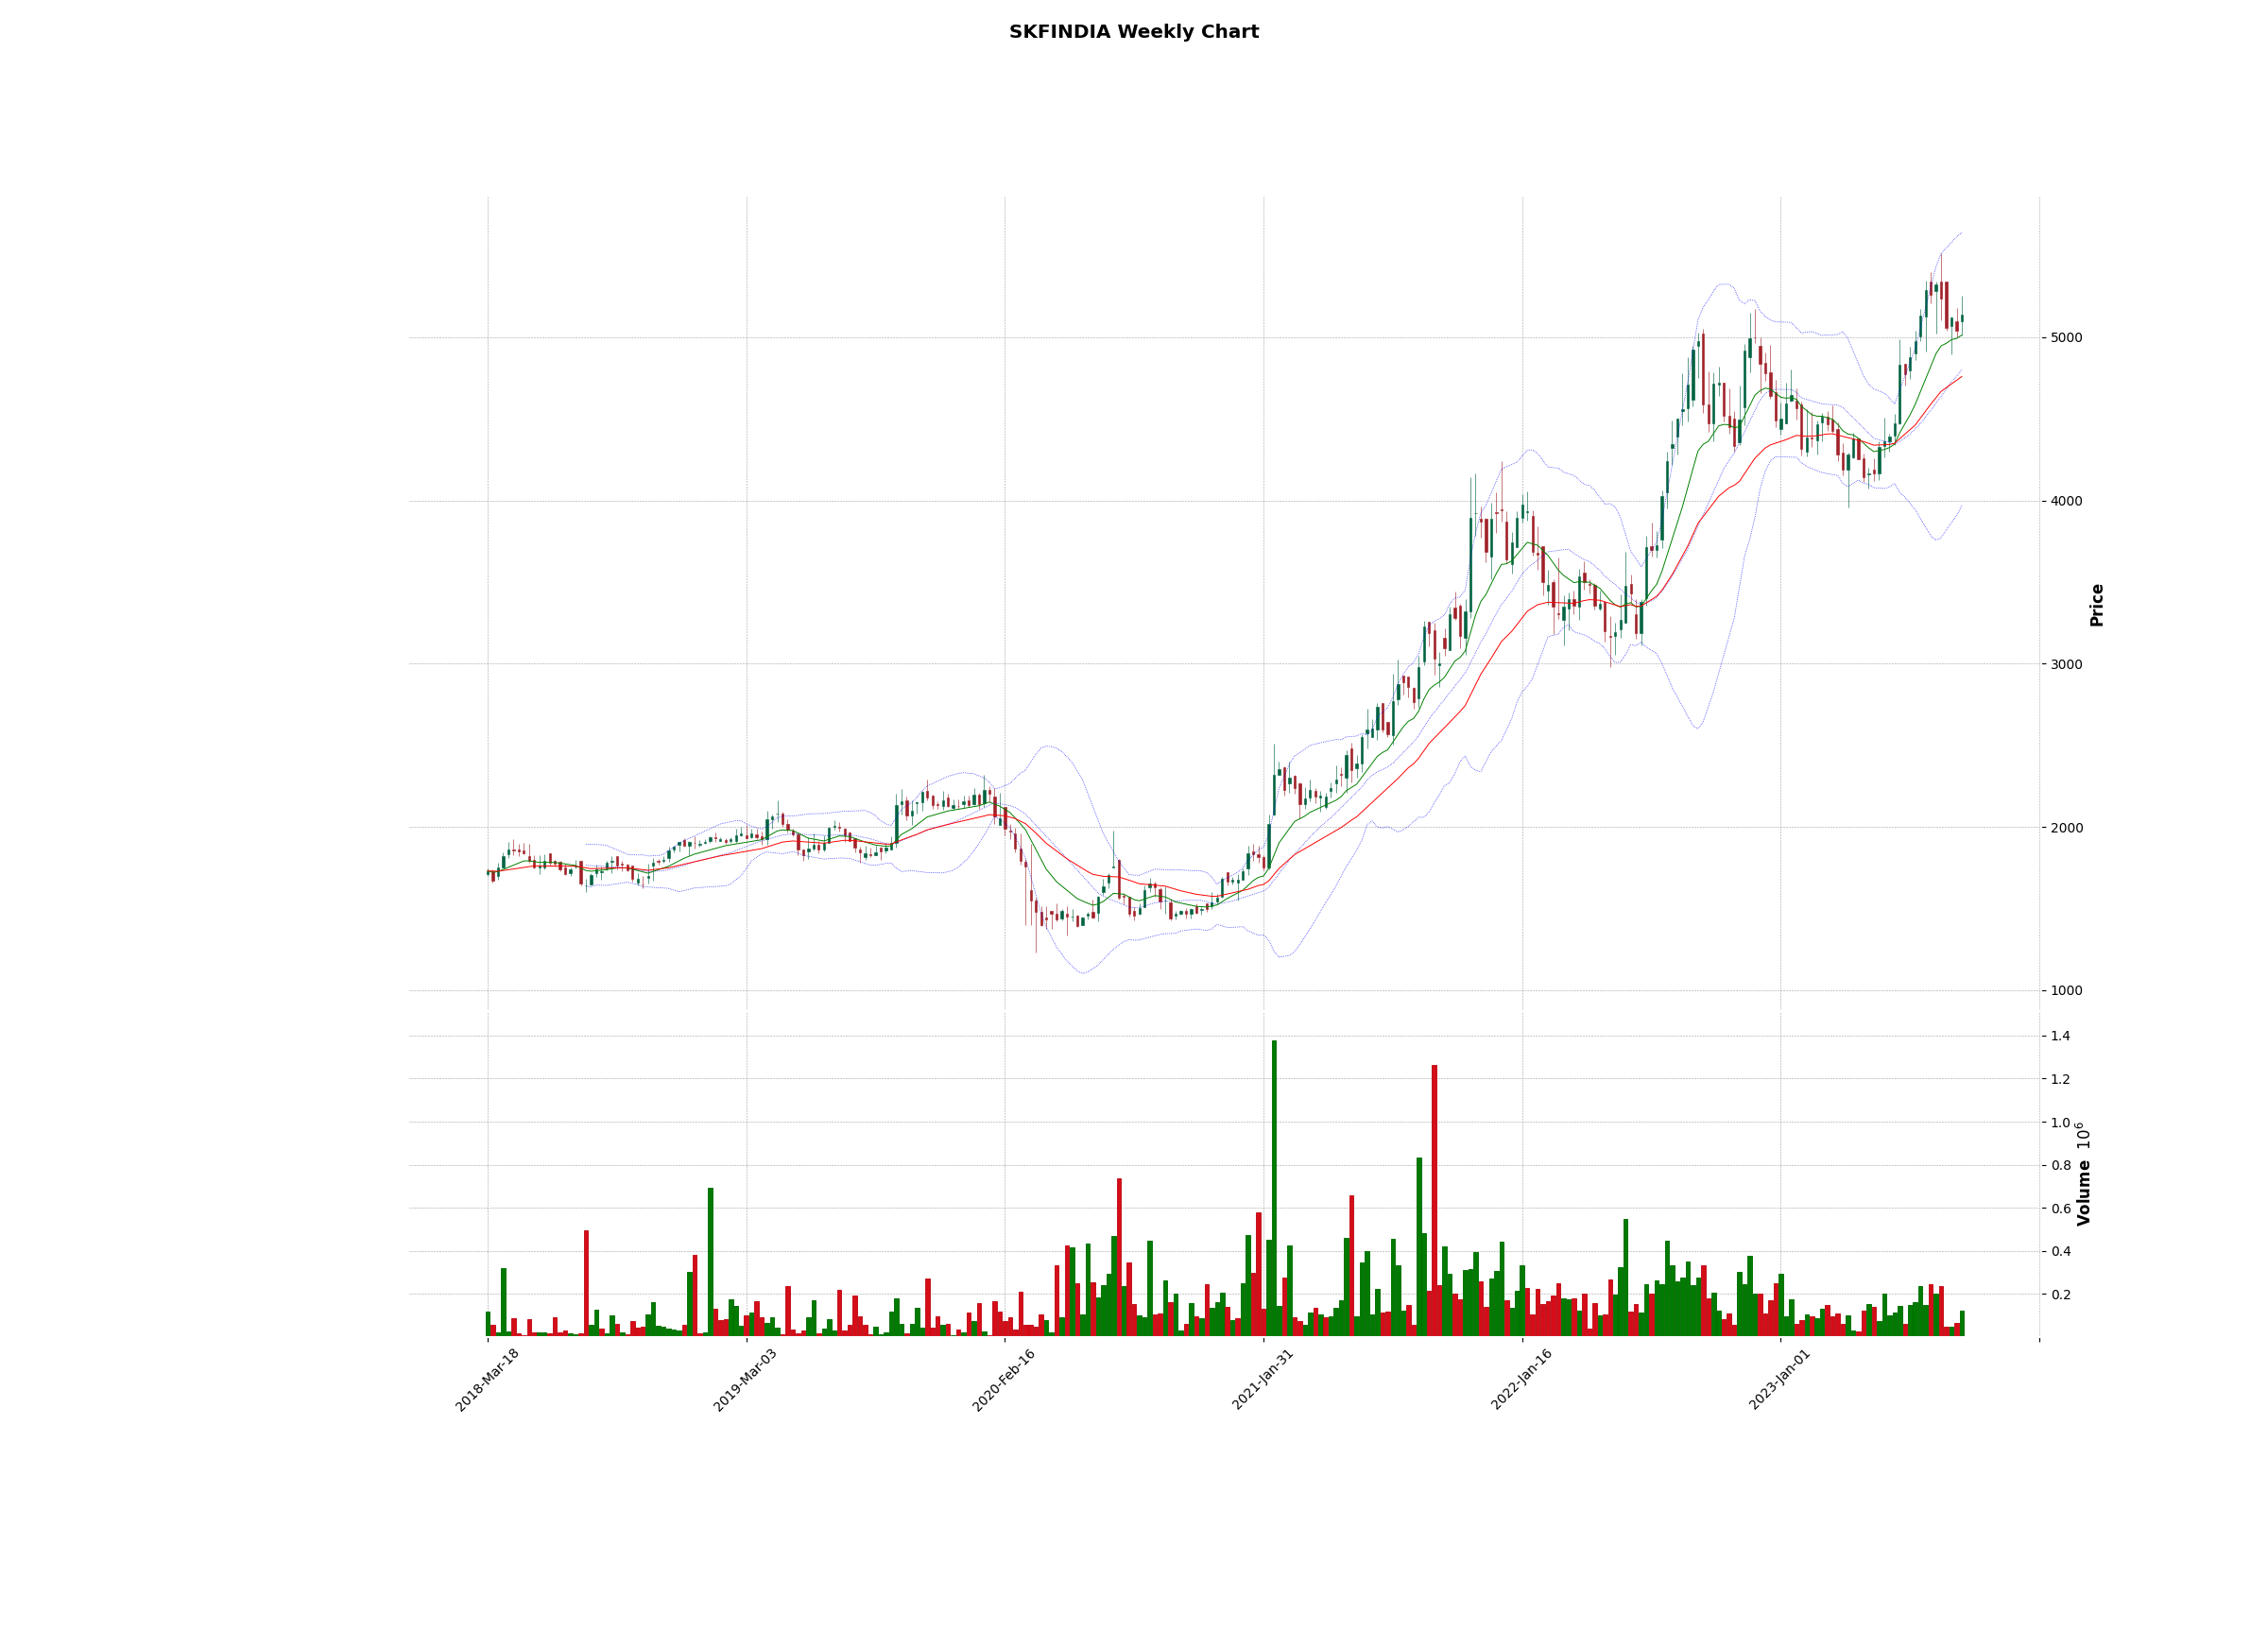 SKFINDIA Weekly Chart
5000
4000
3000
2000
1000
Price
1.4
1.2
1.0
0.8
0.6
0.4
0.2
Volume 10^6
2018-Mar-18
2019-Mar-03
2020-Feb-16
2021-Jan-31
2022-Jan-16
2023-Jan-01